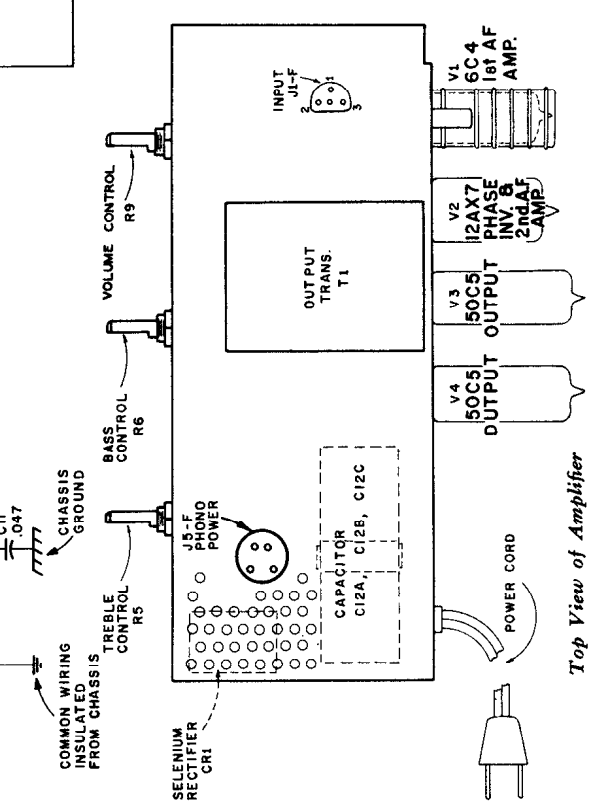 INPUT
J1-F
1
2
3
V1
6C4
1st AF
AMP.
VOLUME CONTROL
R9
OUTPUT
TRANS.
T1
V2
12AX7
PHASE
INV. &
2nd.A.F
AMP
V3
50C5
OUTPUT
BASS
CONTROL
R6
V4
50C5
OUTPUT
C11
.047
CHASSIS
GROUND
J5-F
PHONO
POWER
CAPACITOR
C12A, C12B, C12C
TREBLE
CONTROL
R5
POWER CORD
COMMON WIRING
INSULATED
FROM CHASSIS
SELENIUM
RECTIFIER
CR1
Top View of Amplifier